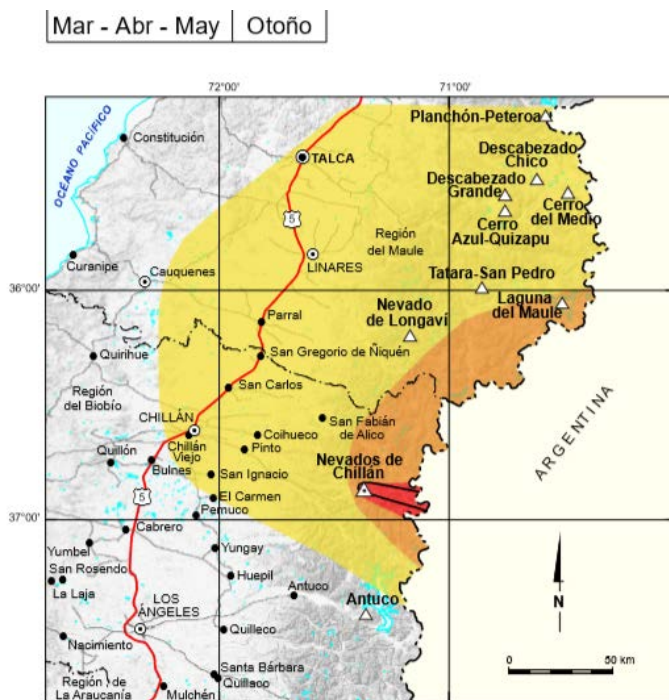 Mar - Abr - May Otoño
72°00' 71°00'
OCÉANO PACÍFICO
Constitución
Planchón-Peteroa
TALCA
Descabezado
Chico
Descabezado
Grande
Cerro
del Medio
Cerro
Azul-Quizapu
5
Región
del Maule
LINARES
Curanipe
Cauquenes
Tatara-San Pedro
36°00'
Laguna
del Maule
Nevado
de Longaví
Parral
Quirihue
San Gregorio de Ñiquén
Región
del Biobío
San Carlos
CHILLÁN
San Fabián
de Alico
Chillán
Viejo
Coihueco
Pinto
Quillón
Bulnes
San Ignacio
Nevados de
Chillán
ARGENTINA
5
El Carmen
Pemuco
37°00'
Cabrero
Yumbel
Yungay
San Rosendo
Huepil
La Laja
Antuco
LOS
ÁNGELES
Antuco
N
Nacimiento
Quilleco
Santa Bárbara
Quilaco
Región de
La Araucanía
Mulchén
0 50 km